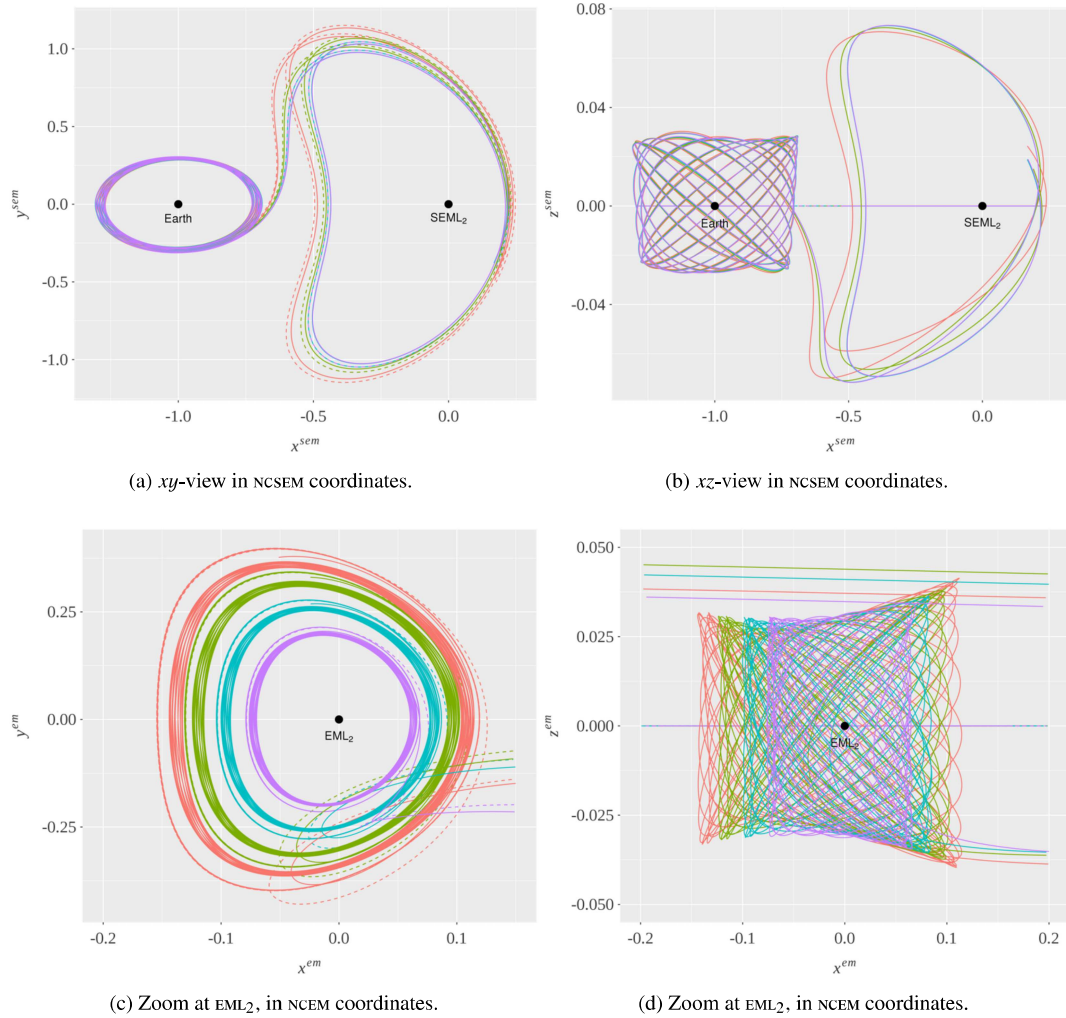 1.0
0.5
0.0
-0.5
-1.0
y^sem
Earth
SEML₂
-1.0 -0.5 0.0
x^sem
(a) xy-view in NCSEM coordinates.
0.08
0.04
0.00
-0.04
z^sem
Earth
SEML₂
-1.0 -0.5 0.0
x^sem
(b) xz-view in NCSEM coordinates.
0.25
0.00
-0.25
y^em
EML₂
-0.2 -0.1 0.0 0.1
x^em
(c) Zoom at EML₂, in NCEM coordinates.
0.050
0.025
0.000
-0.025
-0.050
z^em
EML₂
-0.2 -0.1 0.0 0.1 0.2
x^em
(d) Zoom at EML₂, in NCEM coordinates.